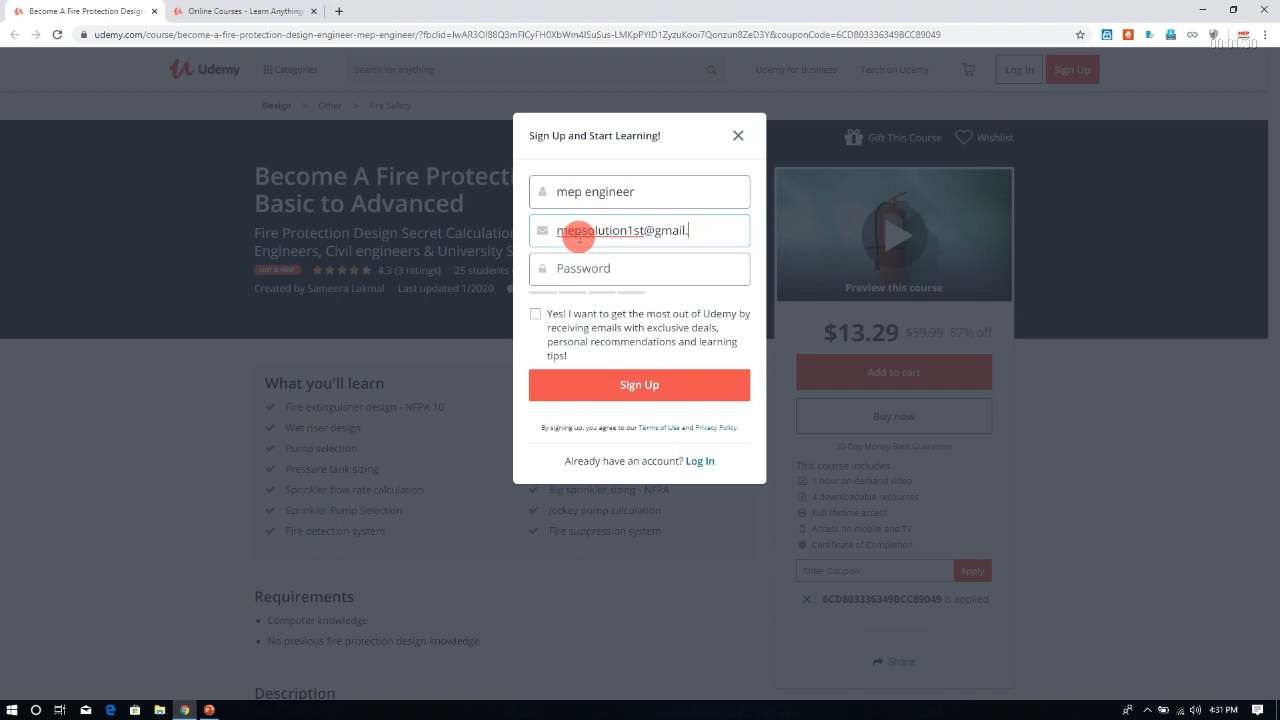 Become A Fire Protection Design
Online Courses - Learn Anything,
udemy.com/course/become-a-fire-protection-design-engineer-mep-engineer/?fbclid=IwAR3OI88Q3mFlCyFH0XbWm4ISuSus-LMKpPYID1ZyzuKooi7Qonzun8ZeD3Y&couponCode=6CD803336349BCC89049
MEP
Udemy
Categories
Search for anything
Udemy for Business
Teach on Udemy
Log In
Sign Up
Design > Other > Fire Safety
Gift This Course
Wishlist
Become A Fire Protecti
Basic to Advanced
Fire Protection Design Secret Calculation
Engineers, Civil engineers & University S
HOT & NEW 4.3 (3 ratings) 25 students
Created by Sameera Lakmal Last updated 1/2020
Sign Up and Start Learning!
mep engineer
mepsolution1st@gmail.
Password
Yes! I want to get the most out of Udemy by
receiving emails with exclusive deals,
personal recommendations and learning
tips!
Sign Up
By signing up, you agree to our Terms of Use and Privacy Policy.
Already have an account? Log In
Preview this course
$13.29 $99.99 87% off
Add to cart
Buy now
30-Day Money-Back Guarantee
This course includes
1 hour on-demand video
4 downloadable resources
Full lifetime access
Access on mobile and TV
Certificate of Completion
Enter Coupon
Apply
6CD803336349BCC89049 is applied
Share
What you'll learn
Fire extinguisher design - NFPA 10
Wet riser design
Pump selection
Pressure tank sizing
Sprinkler flow rate calculation
Sprinkler Pump Selection
Fire detection system
Big sprinkler sizing - NFPA
Jockey pump calculation
Fire suppression system
Requirements
Computer knowledge
No previous fire protection design knowledge
Description
4:31 PM